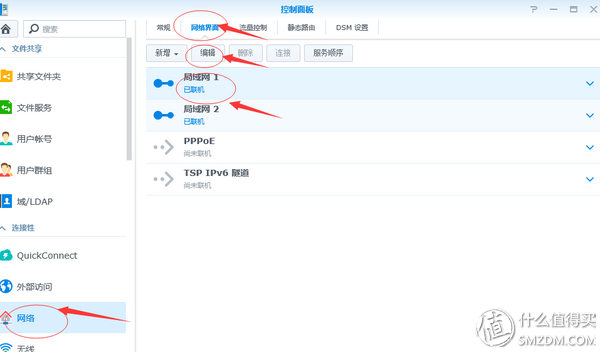 控制面板
搜索
常规 网络界面 流量控制 静态路由 DSM 设置
新增 编辑 删除 连接 服务顺序
文件共享
共享文件夹
文件服务
用户帐号
用户群组
域/LDAP
连接性
QuickConnect
外部访问
网络
无线
局域网 1
已联机
局域网 2
已联机
PPPoE
尚未联机
TSP IPv6 隧道
尚未联机
值 什么值得买
SMZDM.COM